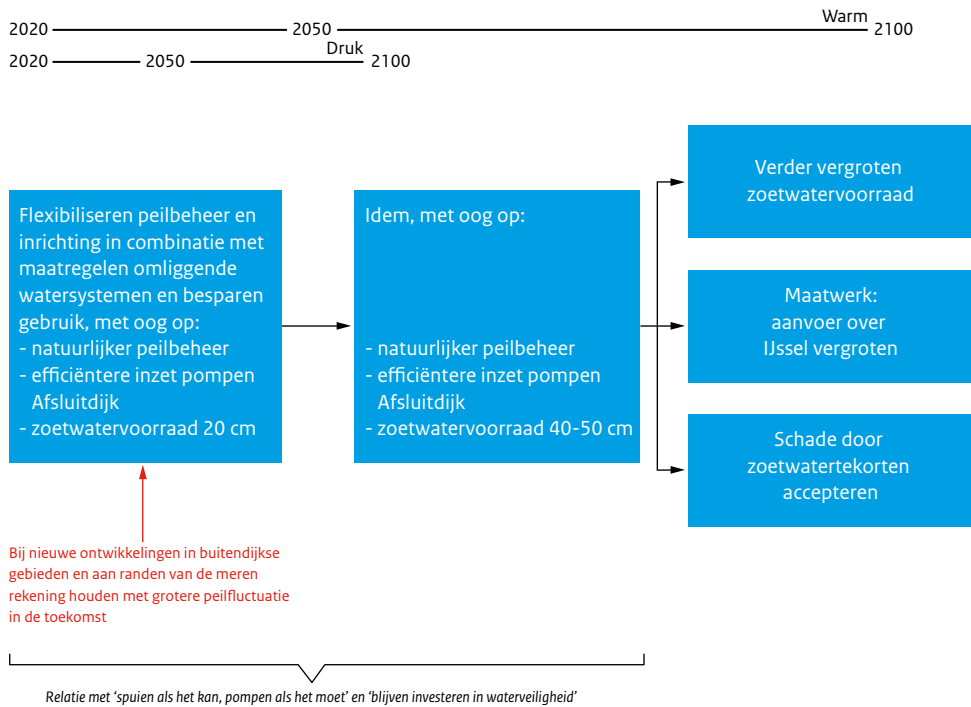 Warm
2020 2050 2100
Druk
2020 2050 2100
Flexibiliseren peilbeheer en
inrichting in combinatie met
maatregelen omliggende
watersystemen en besparen
gebruik, met oog op:
- natuurlijker peilbeheer
- efficiëntere inzet pompen
Afsluitdijk
- zoetwatervoorraad 20 cm
Idem, met oog op:
- natuurlijker peilbeheer
- efficiëntere inzet pompen
Afsluitdijk
- zoetwatervoorraad 40-50 cm
Verder vergroten
zoetwatervoorraad
Maatwerk:
aanvoer over
IJssel vergroten
Schade door
zoetwatertekorten
accepteren
Bij nieuwe ontwikkelingen in buitendijkse
gebieden en aan randen van de meren
rekening houden met grotere peilfluctuatie
in de toekomst
Relatie met ‘spuien als het kan, pompen als het moet’ en ‘blijven investeren in waterveiligheid’